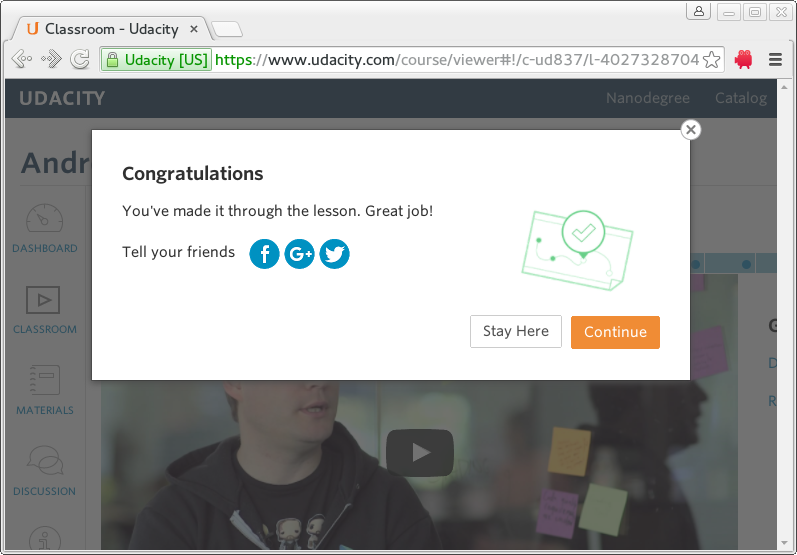 Classroom - Udacity
Udacity [US] https://www.udacity.com/course/viewer#!/c-ud837/l-4027328704
UDACITY Nanodegree Catalog
Andr
Congratulations
You've made it through the lesson. Great job!
Tell your friends
Stay Here Continue
DASHBOARD
CLASSROOM
MATERIALS
DISCUSSION